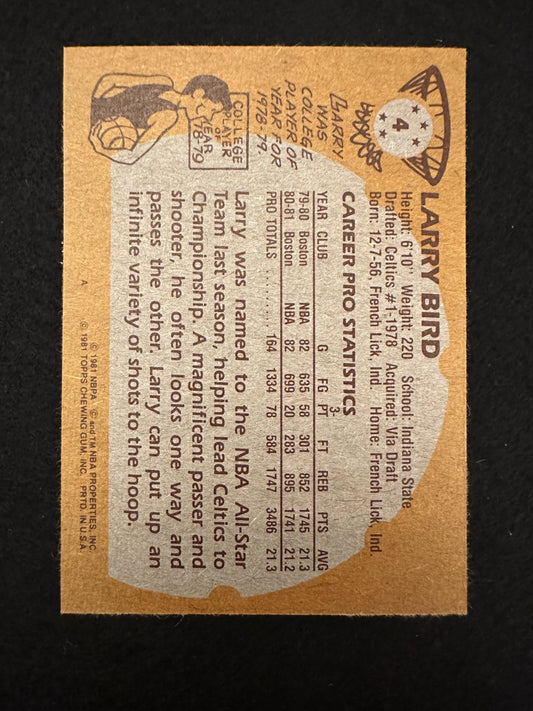 4
LARRY BIRD
Height: 6'10" Weight: 220 School: Indiana State
Drafted: Celtics #1-1978 Acquired: Via Draft
Born: 12-7-56, French Lick, Ind. Home: French Lick, Ind.
CAREER PRO STATISTICS
YEAR CLUB G FG 3-PT FT REB PTS AVG
79-80 Boston NBA 82 635 58 301 852 1745 21.3
80-81 Boston NBA 82 699 20 283 895 1741 21.2
PRO TOTALS ......... 164 1334 78 584 1747 3486 21.3
LARRY
WAS
COLLEGE
PLAYER OF
YEAR FOR
1978-79.
COLLEGE
PLAYER
OF
YEAR
78-79
Larry was named to the NBA All-Star
Team last season, helping lead Celtics to
Championship. A magnificent passer and
shooter, he often looks one way and
passes the other. Larry can put up an
infinite variety of shots to the hoop.
A
© 1981 NBPA © and TM NBA PROPERTIES, INC.
© 1981 TOPPS CHEWING GUM, INC. PRTD. IN U.S.A.